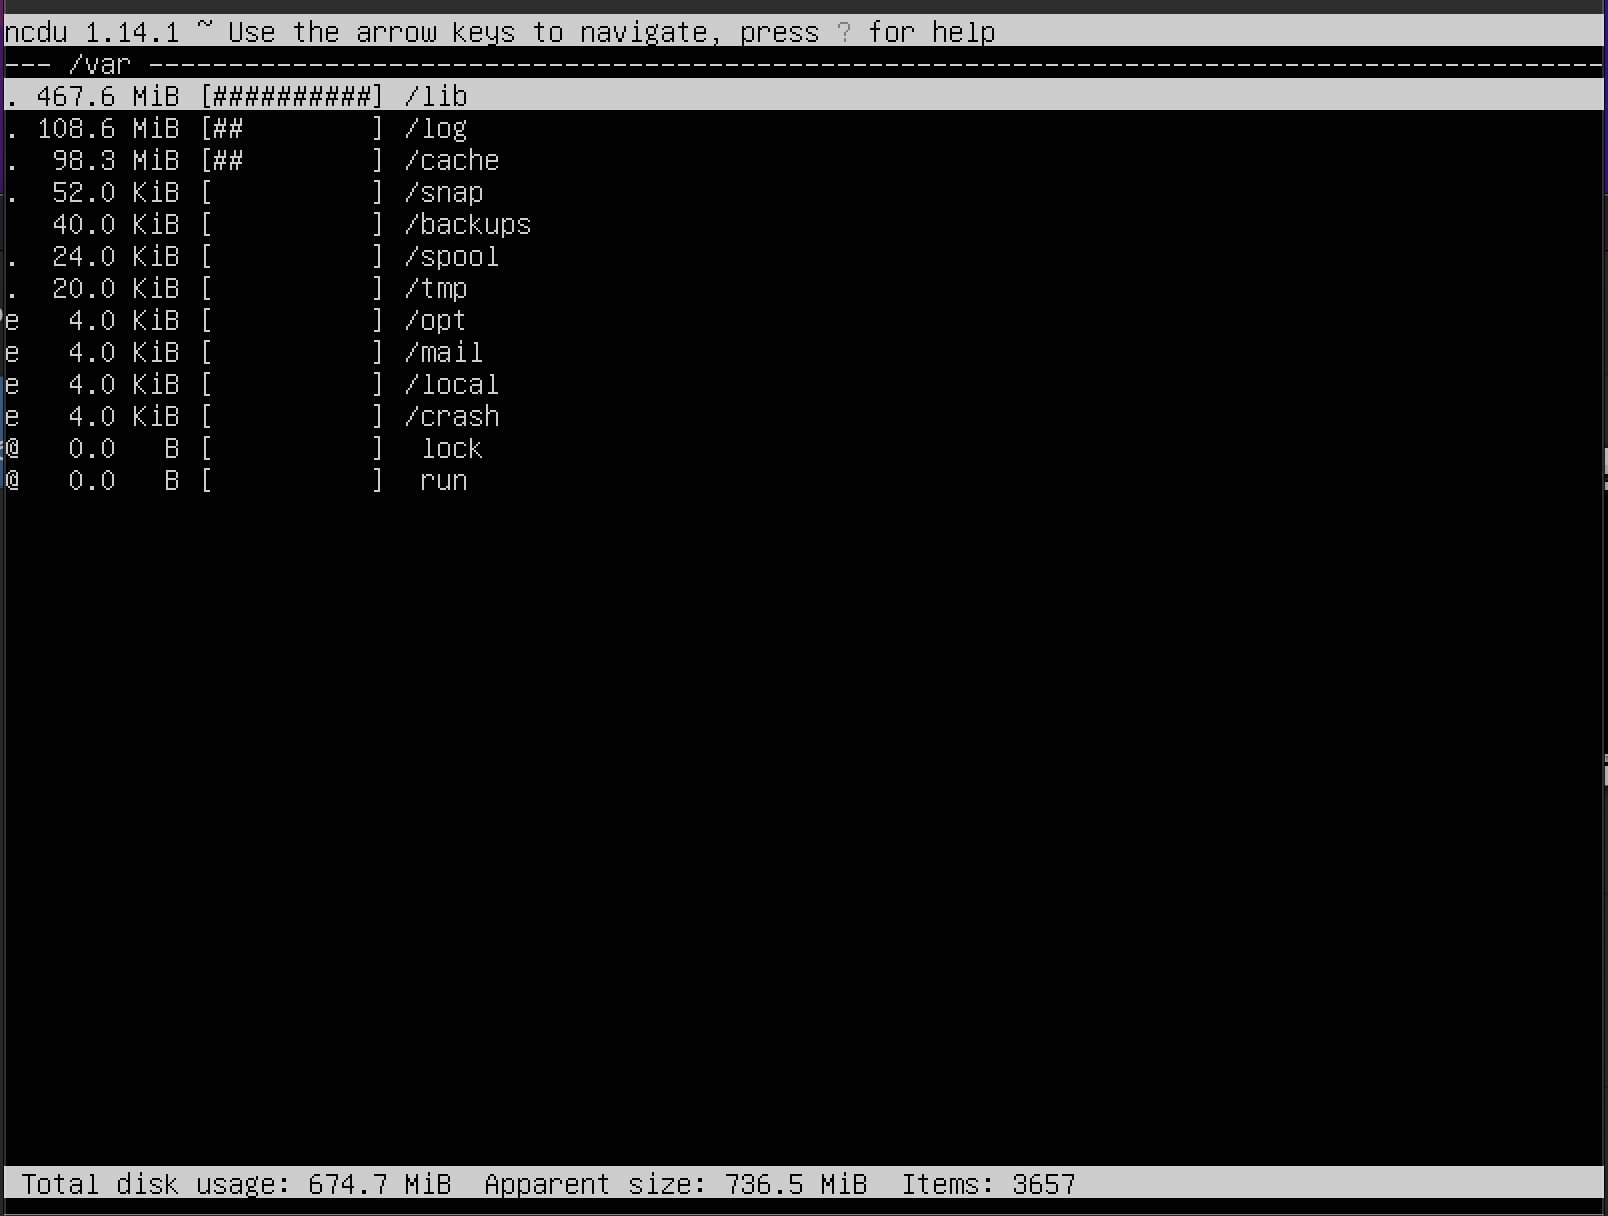 ncdu 1.14.1 ~ Use the arrow keys to navigate, press ? for help
--- /var ----------------------------------------------------------------------------------------------
. 467.6 MiB [##########] /lib
. 108.6 MiB [##        ] /log
.  98.3 MiB [##        ] /cache
.  52.0 KiB [          ] /snap
   40.0 KiB [          ] /backups
.  24.0 KiB [          ] /spool
.  20.0 KiB [          ] /tmp
e   4.0 KiB [          ] /opt
e   4.0 KiB [          ] /mail
e   4.0 KiB [          ] /local
e   4.0 KiB [          ] /crash
@   0.0   B [          ]  lock
@   0.0   B [          ]  run
Total disk usage: 674.7 MiB  Apparent size: 736.5 MiB  Items: 3657